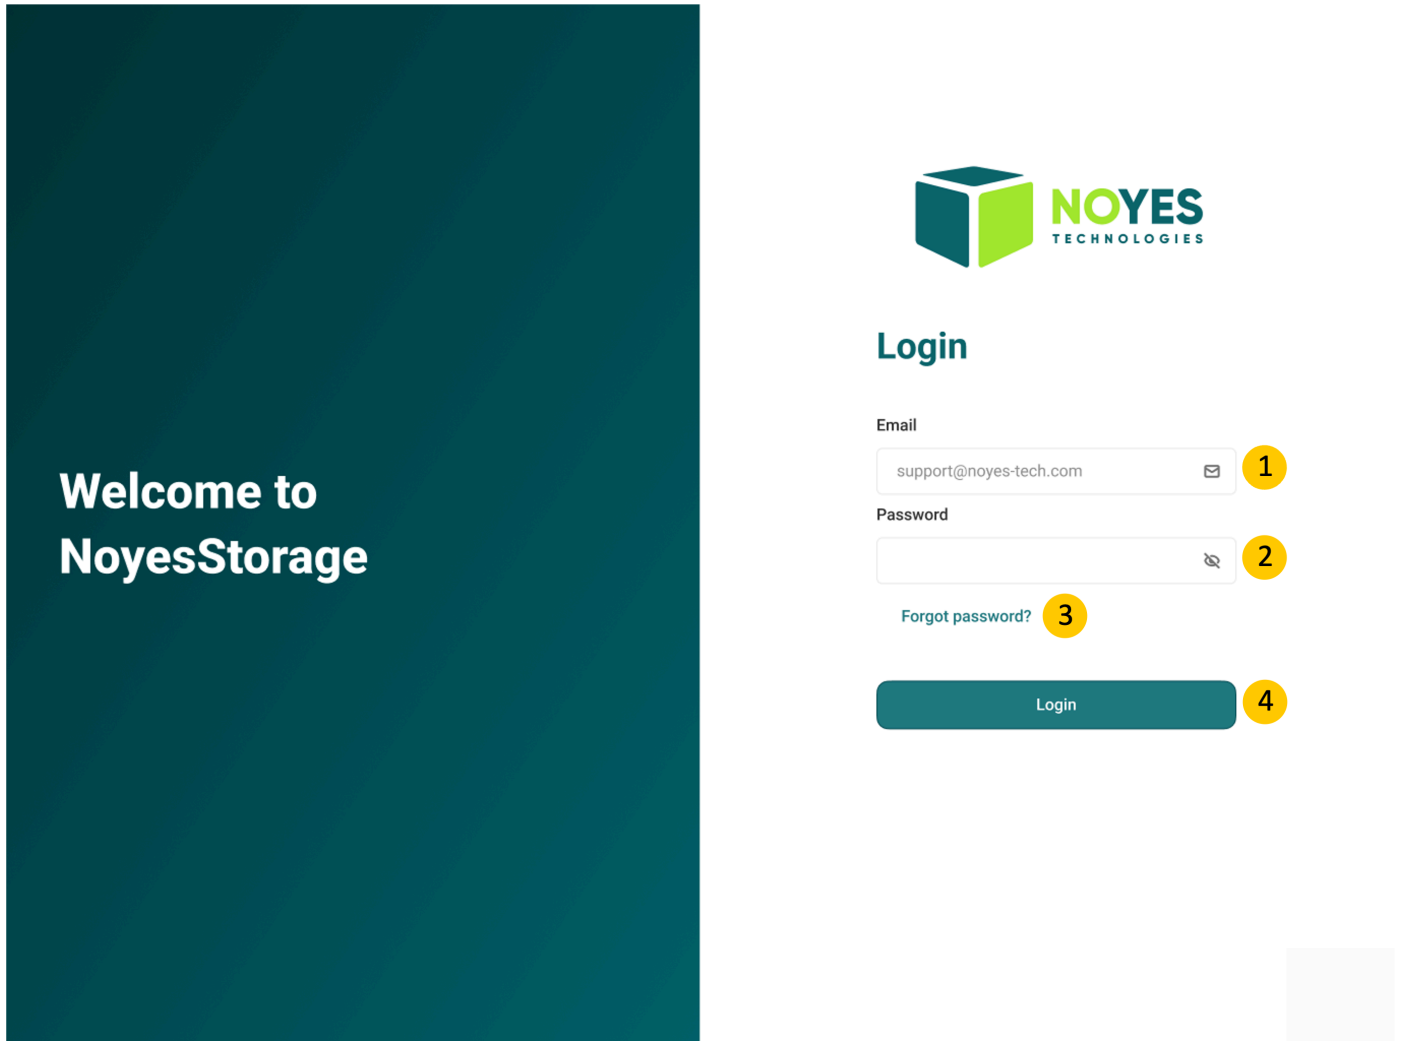 Welcome to
NoyesStorage
NOYES
TECHNOLOGIES
Login
Email
support@noyes-tech.com
1
Password
2
Forgot password?
3
Login
4